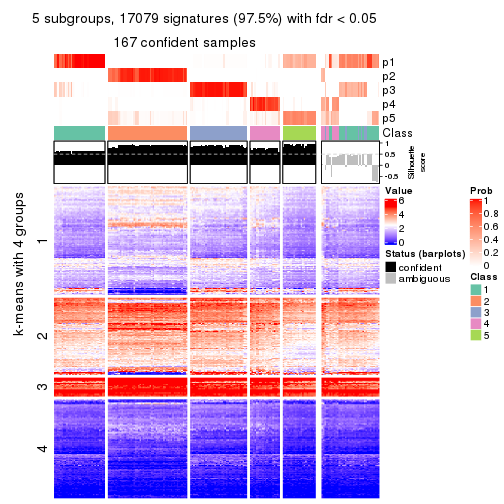 5 subgroups, 17079 signatures (97.5%) with fdr < 0.05
167 confident samples
p1
p2
p3
p4
p5
Class
1
0.5
0
-0.5
Silhouette
score
k-means with 4 groups
1
2
3
4
Value
6
4
2
0
Status (barplots)
confident
ambiguous
Prob
1
0.8
0.6
0.4
0.2
0
Class
1
2
3
4
5